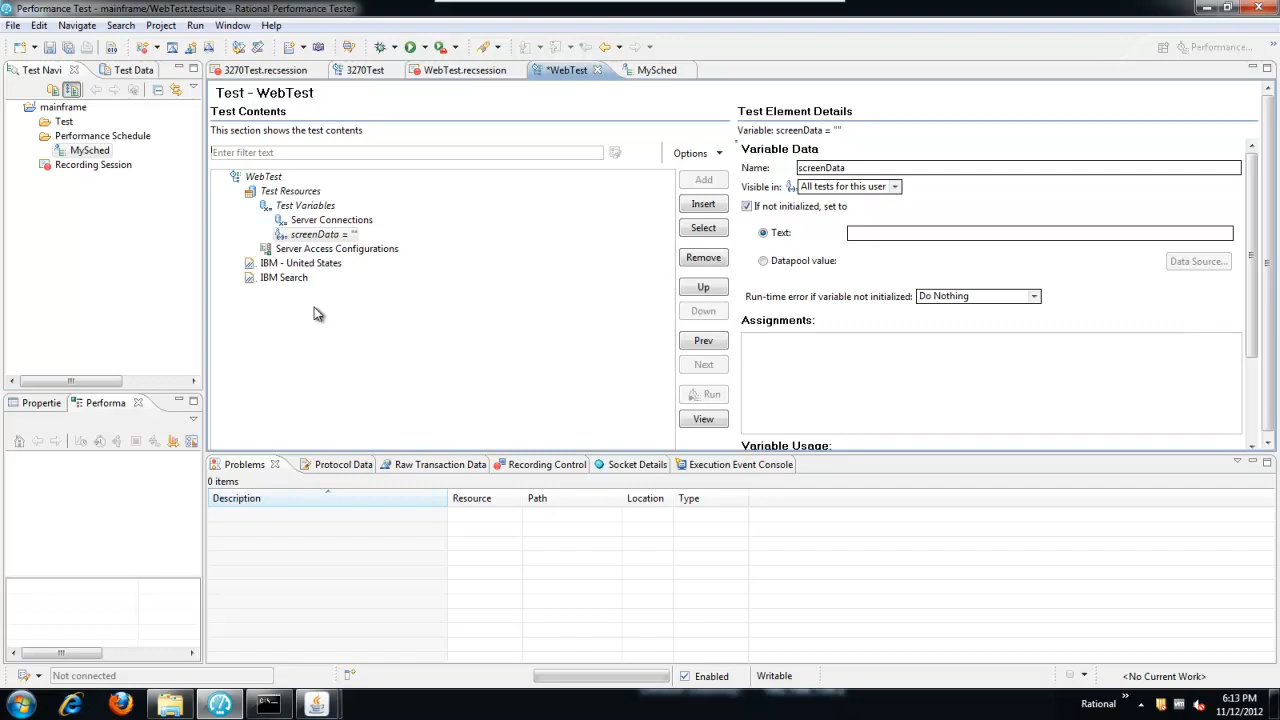 Performance Test - mainframe/WebTest.testsuite - Rational Performance Tester
File Edit Navigate Search Project Run Window Help
Performance...
Test Navi Test Data
3270Test.recsession 3270Test WebTest.recsession *WebTest MySched
mainframe
Test
Performance Schedule
MySched
Recording Session
Test - WebTest
Test Contents
This section shows the test contents
Enter filter text
Options
WebTest
Test Resources
Test Variables
Server Connections
screenData = ""
Server Access Configurations
IBM - United States
IBM Search
Add
Insert
Select
Remove
Up
Down
Prev
Next
Run
View
Test Element Details
Variable: screenData = ""
Variable Data
Name: screenData
Visible in: All tests for this user
If not initialized, set to
Text:
Datapool value: Data Source...
Run-time error if variable not initialized: Do Nothing
Assignments:
Variable Usage:
Propertie Performa
Problems Protocol Data Raw Transaction Data Recording Control Socket Details Execution Event Console
0 items
Description Resource Path Location Type
Not connected Enabled Writable <No Current Work>
Rational
6:13 PM
11/12/2012